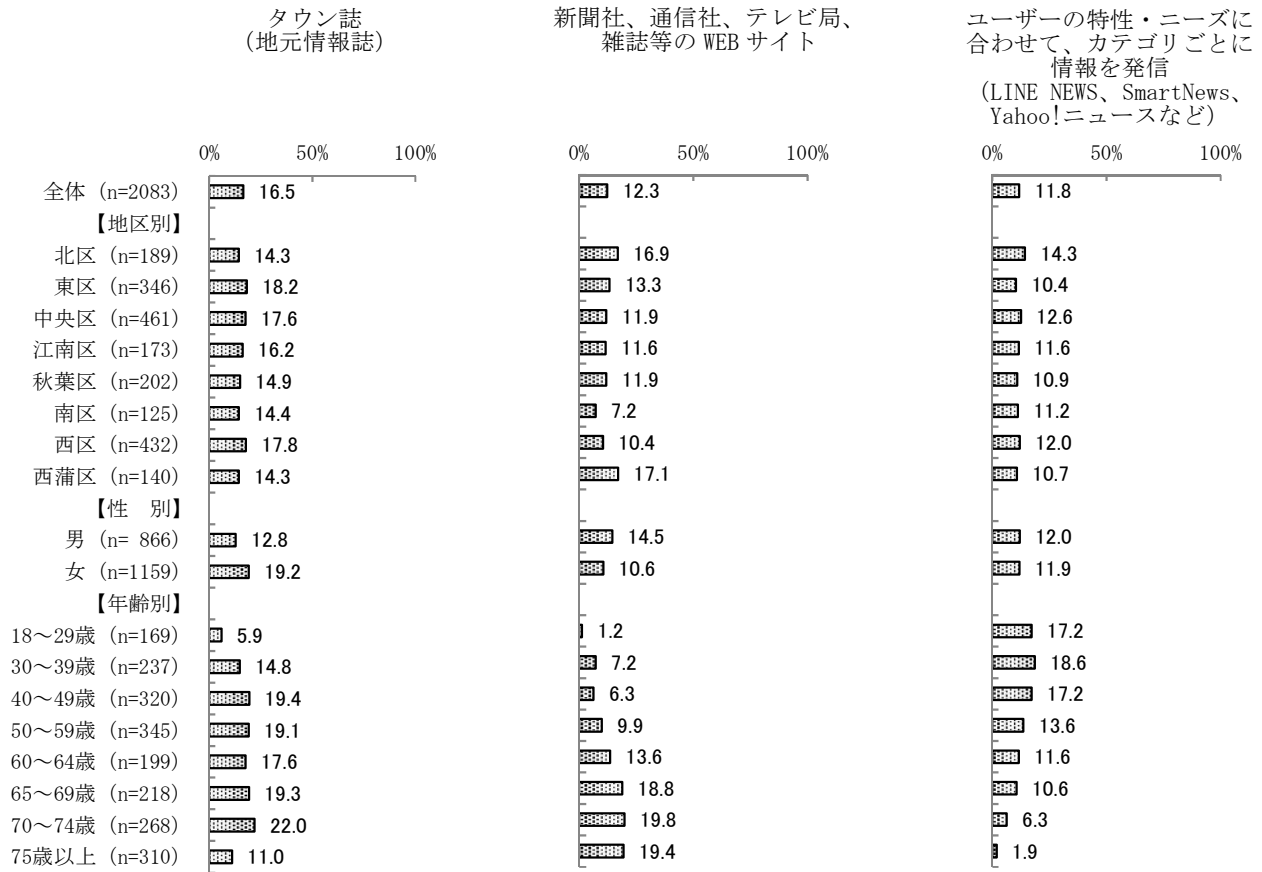 タウン誌
（地元情報誌）
新聞社、通信社、テレビ局、
雑誌等の WEB サイト
ユーザーの特性・ニーズに
合わせて、カテゴリごとに
情報を発信
（LINE NEWS、SmartNews、
Yahoo!ニュースなど）
0% 50% 100% 0% 50% 100% 0% 50% 100%
全体 (n=2083) 16.5 12.3 11.8
【地区別】
北区 (n=189) 14.3 16.9 14.3
東区 (n=346) 18.2 13.3 10.4
中央区 (n=461) 17.6 11.9 12.6
江南区 (n=173) 16.2 11.6 11.6
秋葉区 (n=202) 14.9 11.9 10.9
南区 (n=125) 14.4 7.2 11.2
西区 (n=432) 17.8 10.4 12.0
西蒲区 (n=140) 14.3 17.1 10.7
【性　別】
男 (n= 866) 12.8 14.5 12.0
女 (n=1159) 19.2 10.6 11.9
【年齢別】
18～29歳 (n=169) 5.9 1.2 17.2
30～39歳 (n=237) 14.8 7.2 18.6
40～49歳 (n=320) 19.4 6.3 17.2
50～59歳 (n=345) 19.1 9.9 13.6
60～64歳 (n=199) 17.6 13.6 11.6
65～69歳 (n=218) 19.3 18.8 10.6
70～74歳 (n=268) 22.0 19.8 6.3
75歳以上 (n=310) 11.0 19.4 1.9